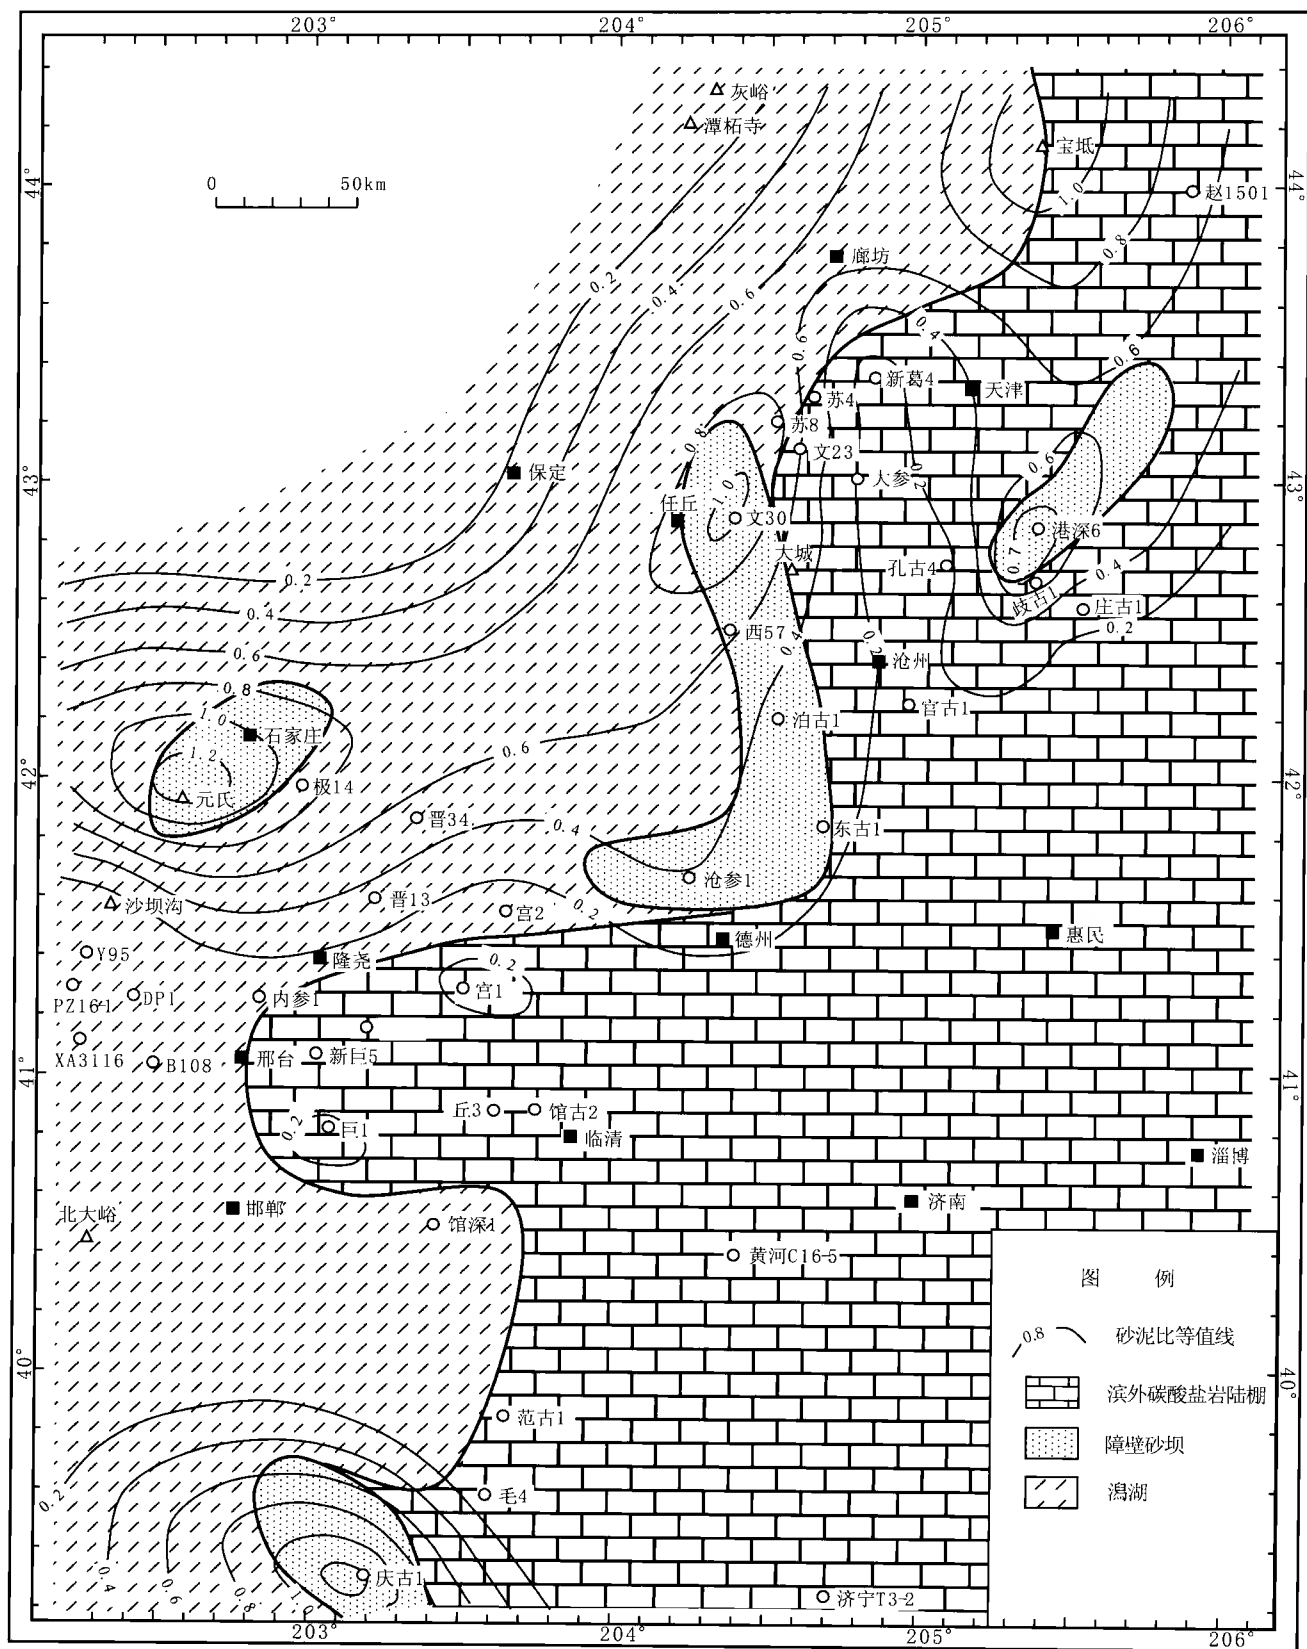 203° 204° 205° 206°
灰峪
潭柘寺
宝坻
44° 44°
0 50km
赵1501
1.0
0.8
廊坊
0.2
0.4
0.6
0.4
0.6
0.6
新葛4
天津
苏4
苏8
0.8
文23
43° 43°
保定
大参1
0.2
0.6
1.0
任丘
文30
港深6
大城
孔古4
0.7
0.4
0.2
歧古1
庄古1
0.4
西57
0.2
0.4
0.2
沧州
0.6
0.8
官古1
1.0
泊古1
石家庄
0.6
1.2
42° 42°
极14
元氏
晋34
0.4
东古1
沧参1
沙坝沟
晋13
宫2
0.2
德州
惠民
Y95
隆尧
0.2
PZ161
DP1
内参1
宫1
XA3116
B108
邢台
新巨5
41° 41°
丘3
馆古2
0.2
巨1
临清
淄博
北大峪
邯郸
馆深1
济南
黄河C16-5
图 例
0.8
砂泥比等值线
40° 40°
滨外碳酸盐岩陆棚
范古1
障壁砂坝
0.2
毛4
潟湖
0.4
0.6
0.8
1.0
庆古1
济宁T3-2
203° 204° 205° 206°